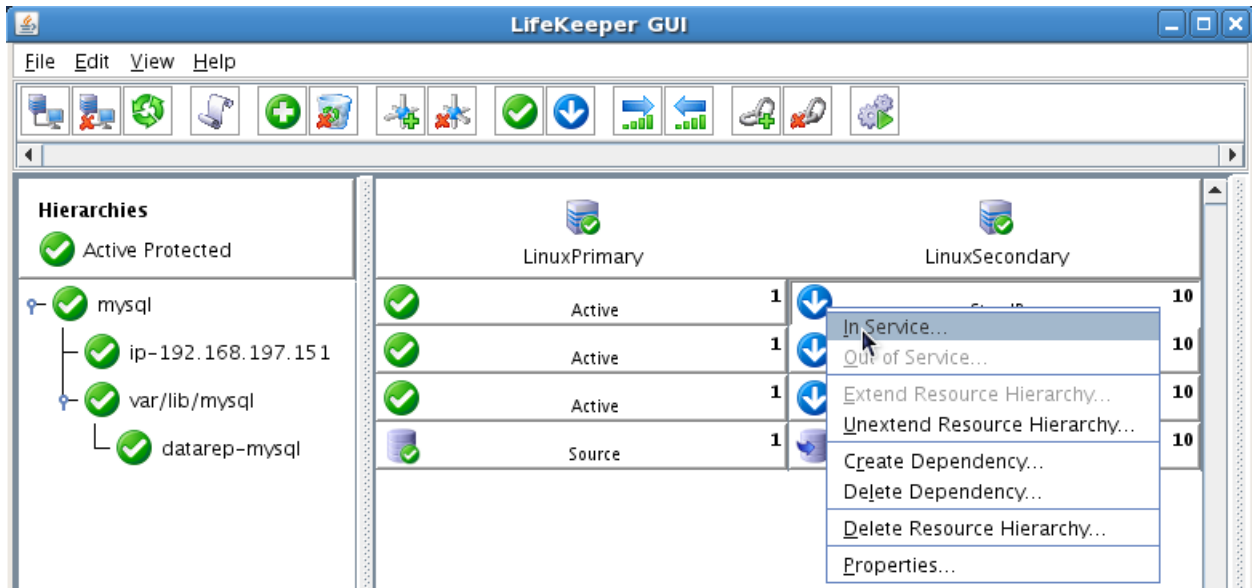 LifeKeeper GUI
File Edit View Help
Hierarchies
Active Protected
LinuxPrimary
LinuxSecondary
mysql
Active 1
10
ip-192.168.197.151
Active 1
10
var/lib/mysql
Active 1
10
datarep-mysql
Source 1
10
In Service...
Out of Service...
Extend Resource Hierarchy...
Unextend Resource Hierarchy...
Create Dependency...
Delete Dependency...
Delete Resource Hierarchy...
Properties...